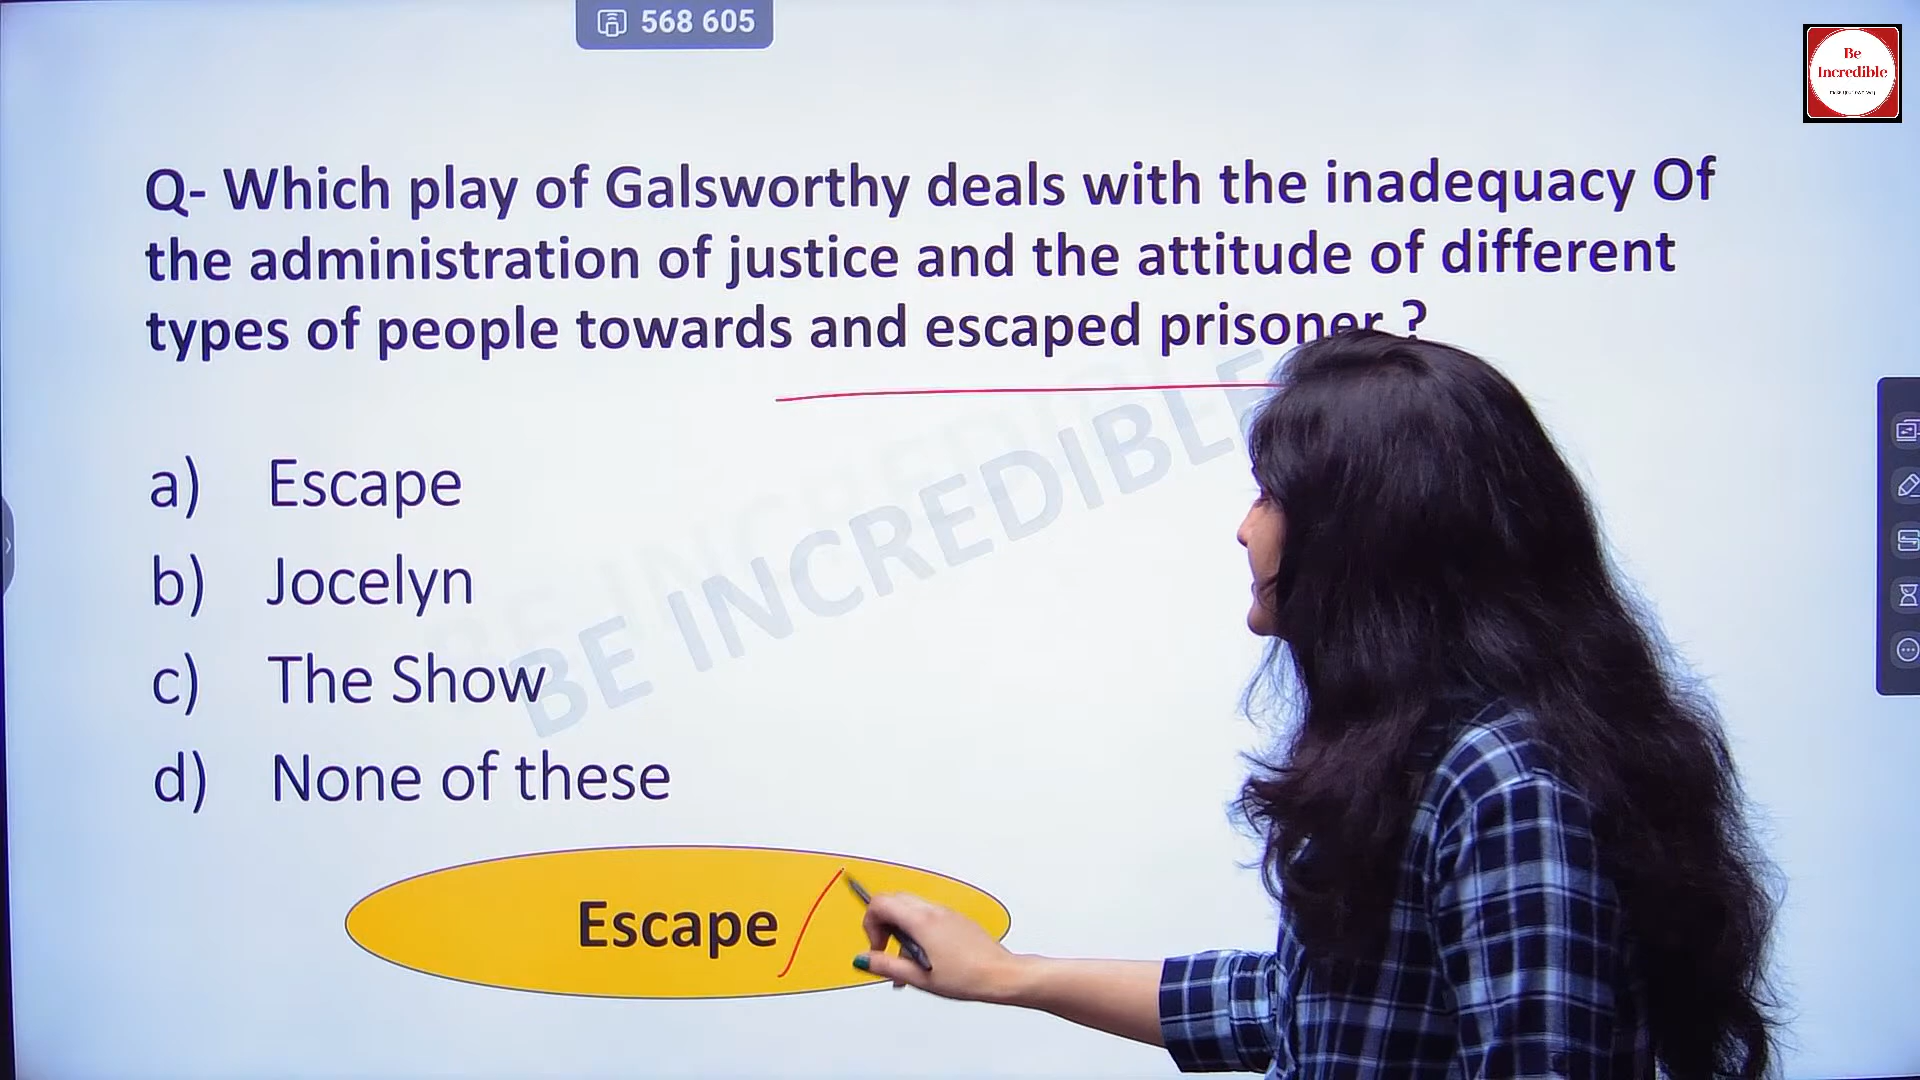 568 605
Be
Incredible
Q- Which play of Galsworthy deals with the inadequacy Of
the administration of justice and the attitude of different
types of people towards and escaped prisoner ?
a) Escape
b) Jocelyn
c) The Show
d) None of these
BE INCREDIBLE
Escape